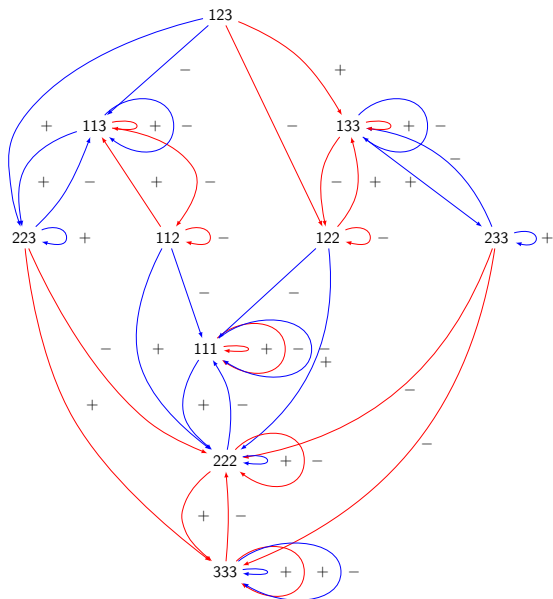 123
− +
113 + − 133 + −
+ −
−
+ − + − − + +
223 + 112 − 122 − 233 +
− −
− + 111 + − −
+
+ + − −
222 + − −
+ −
333 + + −